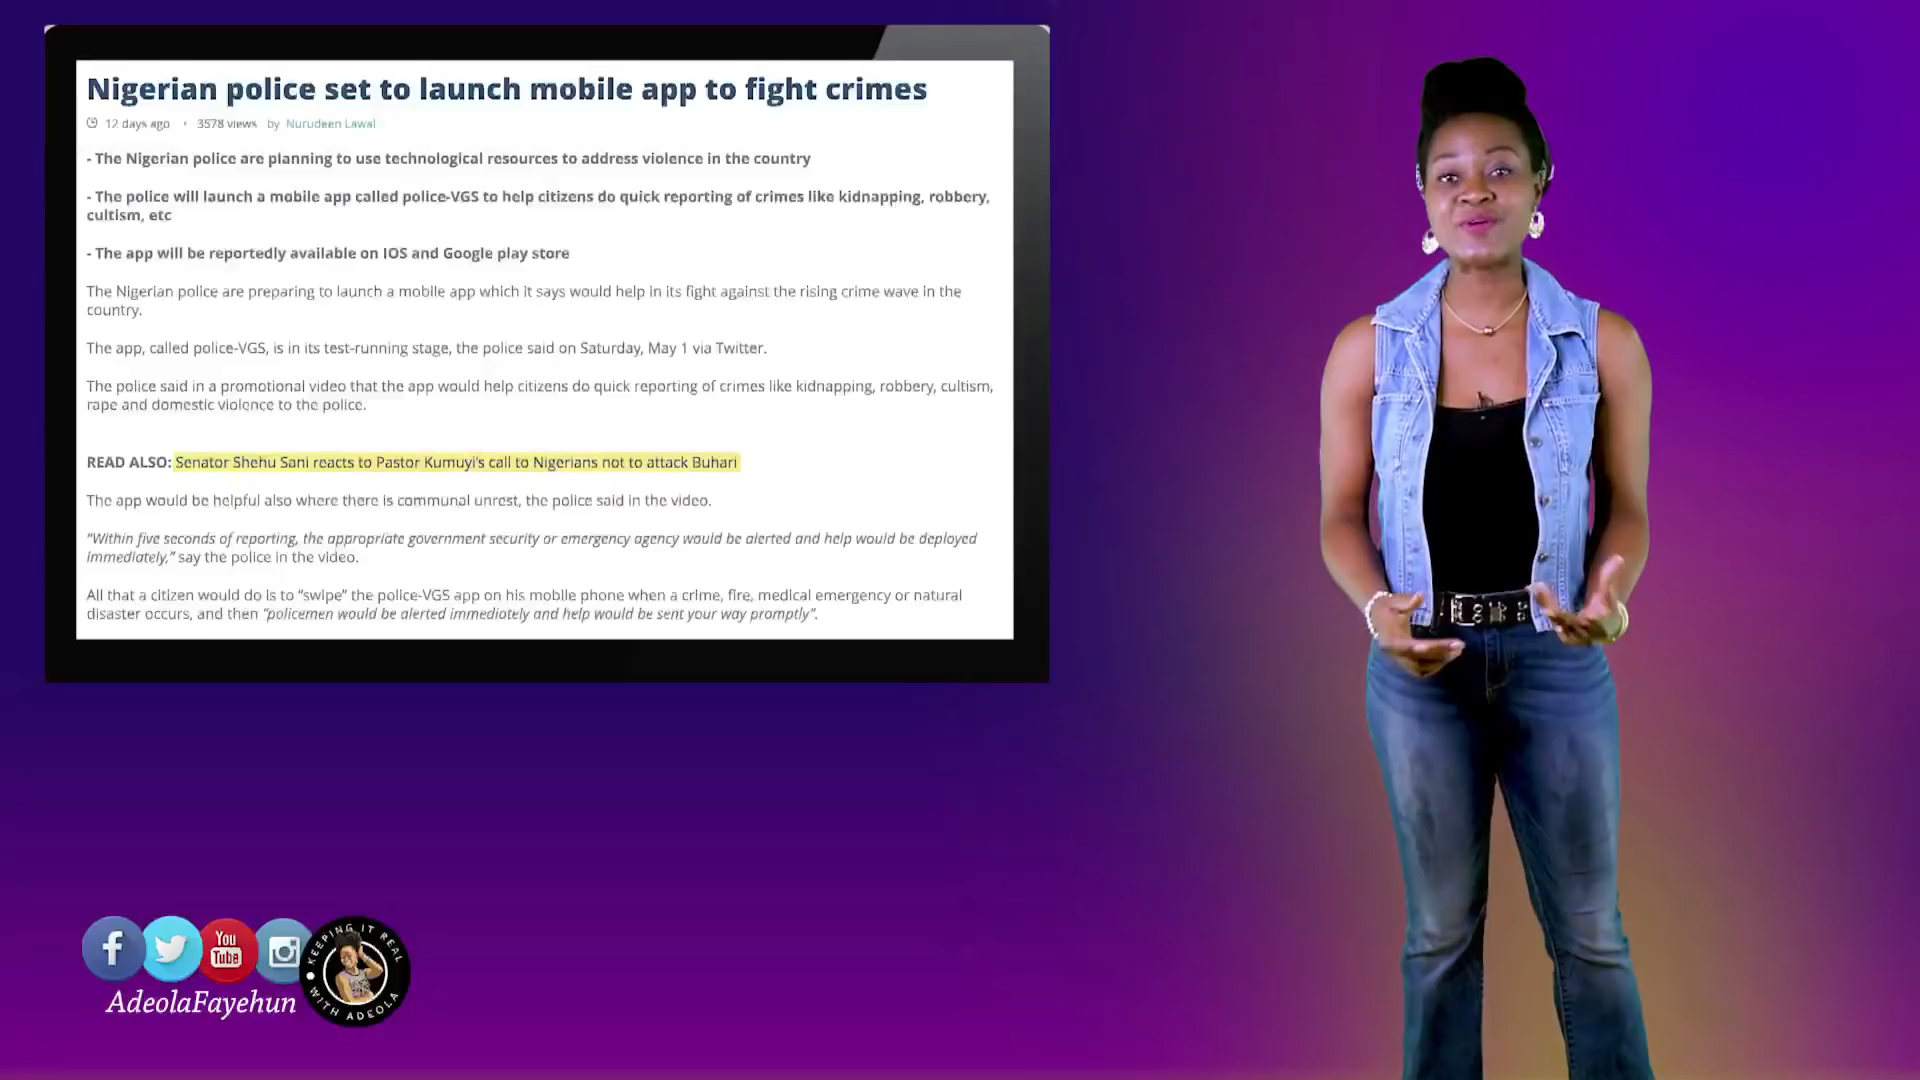 Nigerian police set to launch mobile app to fight crimes
12 days ago • 3578 views by Nurudeen Lawal
- The Nigerian police are planning to use technological resources to address violence in the country
- The police will launch a mobile app called police-VGS to help citizens do quick reporting of crimes like kidnapping, robbery,
cultism, etc
- The app will be reportedly available on IOS and Google play store
The Nigerian police are preparing to launch a mobile app which it says would help in its fight against the rising crime wave in the
country.
The app, called police-VGS, is in its test-running stage, the police said on Saturday, May 1 via Twitter.
The police said in a promotional video that the app would help citizens do quick reporting of crimes like kidnapping, robbery, cultism,
rape and domestic violence to the police.
READ ALSO: Senator Shehu Sani reacts to Pastor Kumuyi's call to Nigerians not to attack Buhari
The app would be helpful also where there is communal unrest, the police said in the video.
“Within five seconds of reporting, the appropriate government security or emergency agency would be alerted and help would be deployed
immediately,” say the police in the video.
All that a citizen would do is to “swipe” the police-VGS app on his mobile phone when a crime, fire, medical emergency or natural
disaster occurs, and then “policemen would be alerted immediately and help would be sent your way promptly”.
f
You
Tube
KEEPING IT REAL
WITH ADEOLA
AdeolaFayehun